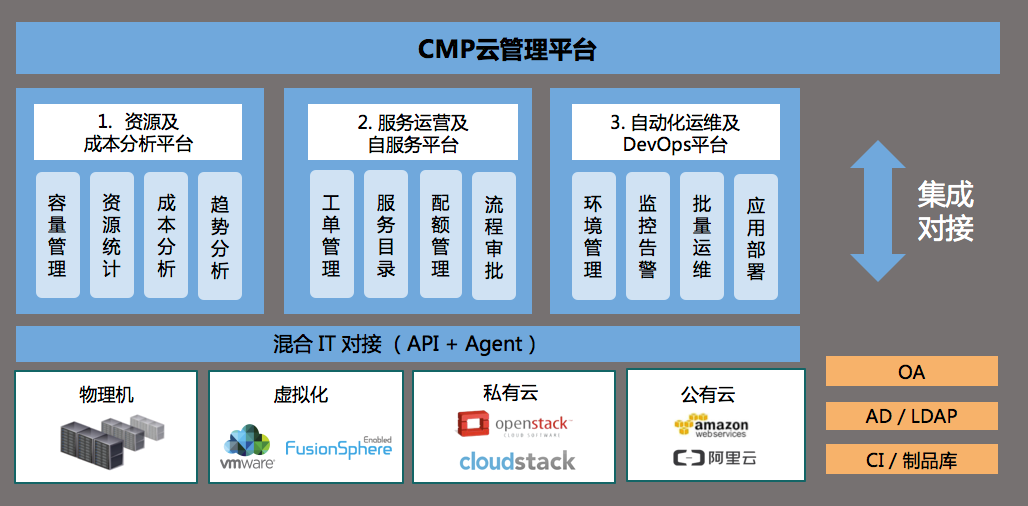 CMP云管理平台
1. 资源及
成本分析平台
容量管理
资源统计
成本分析
趋势分析
2. 服务运营及
自服务平台
工单管理
服务目录
配额管理
流程审批
3. 自动化运维及
DevOps平台
环境管理
监控告警
批量运维
应用部署
集成
对接
混合 IT 对接（ API + Agent ）
物理机
虚拟化
vmware
Enabled
FusionSphere
私有云
openstack
CLOUD SOFTWARE
cloudstack
公有云
amazon
webservices
阿里云
OA
AD / LDAP
CI / 制品库